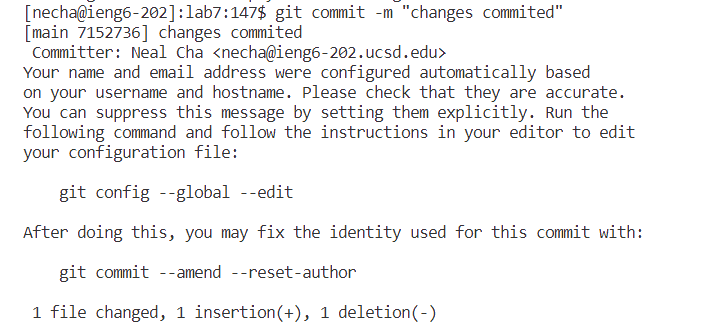 [necha@ieng6-202]:lab7:147$ git commit -m "changes commited"
[main 7152736] changes commited
 Committer: Neal Cha <necha@ieng6-202.ucsd.edu>
Your name and email address were configured automatically based
on your username and hostname. Please check that they are accurate.
You can suppress this message by setting them explicitly. Run the
following command and follow the instructions in your editor to edit
your configuration file:

    git config --global --edit

After doing this, you may fix the identity used for this commit with:

    git commit --amend --reset-author

 1 file changed, 1 insertion(+), 1 deletion(-)